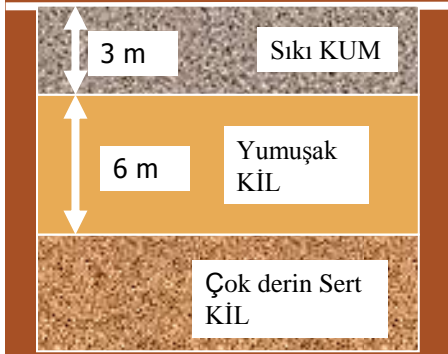 3 m
Sıkı KUM
6 m
Yumuşak
KİL
Çok derin Sert
KİL